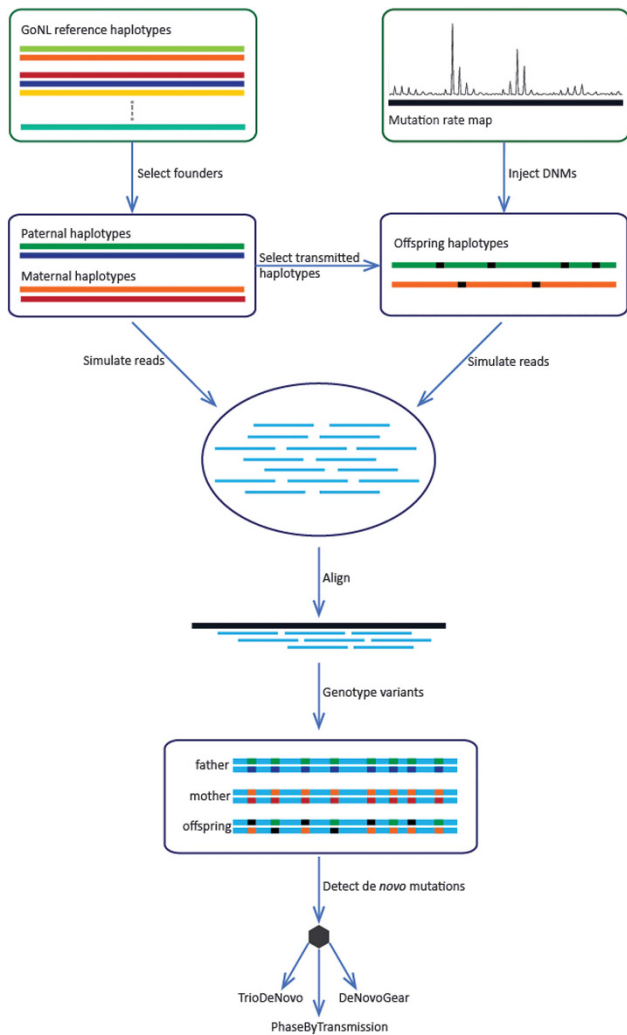 GoNL reference haplotypes
Mutation rate map
Select founders
Inject DNMs
Paternal haplotypes
Maternal haplotypes
Select transmitted
haplotypes
Offspring haplotypes
Simulate reads
Simulate reads
Align
Genotype variants
father
mother
offspring
Detect de novo mutations
TrioDeNovo
DeNovoGear
PhaseByTransmission